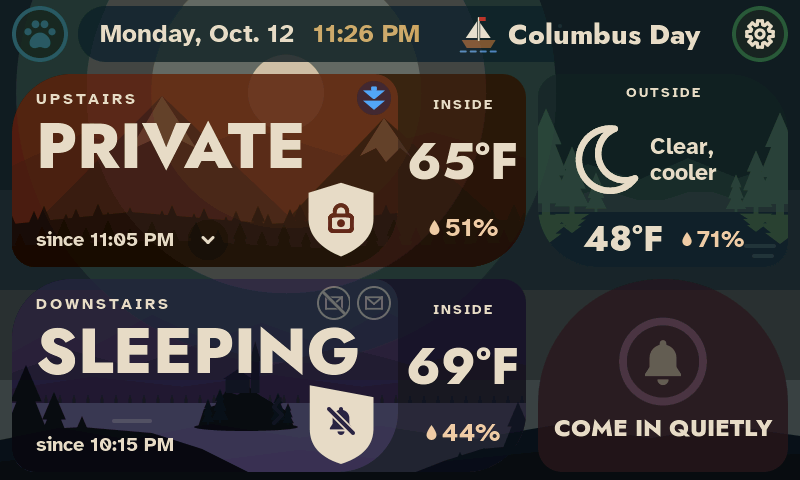 Monday, Oct. 12 11:26 PM
Columbus Day
UPSTAIRS
PRIVATE
since 11:05 PM
INSIDE
65°F
51%
OUTSIDE
Clear,
cooler
48°F 71%
DOWNSTAIRS
SLEEPING
since 10:15 PM
INSIDE
69°F
44%
COME IN QUIETLY